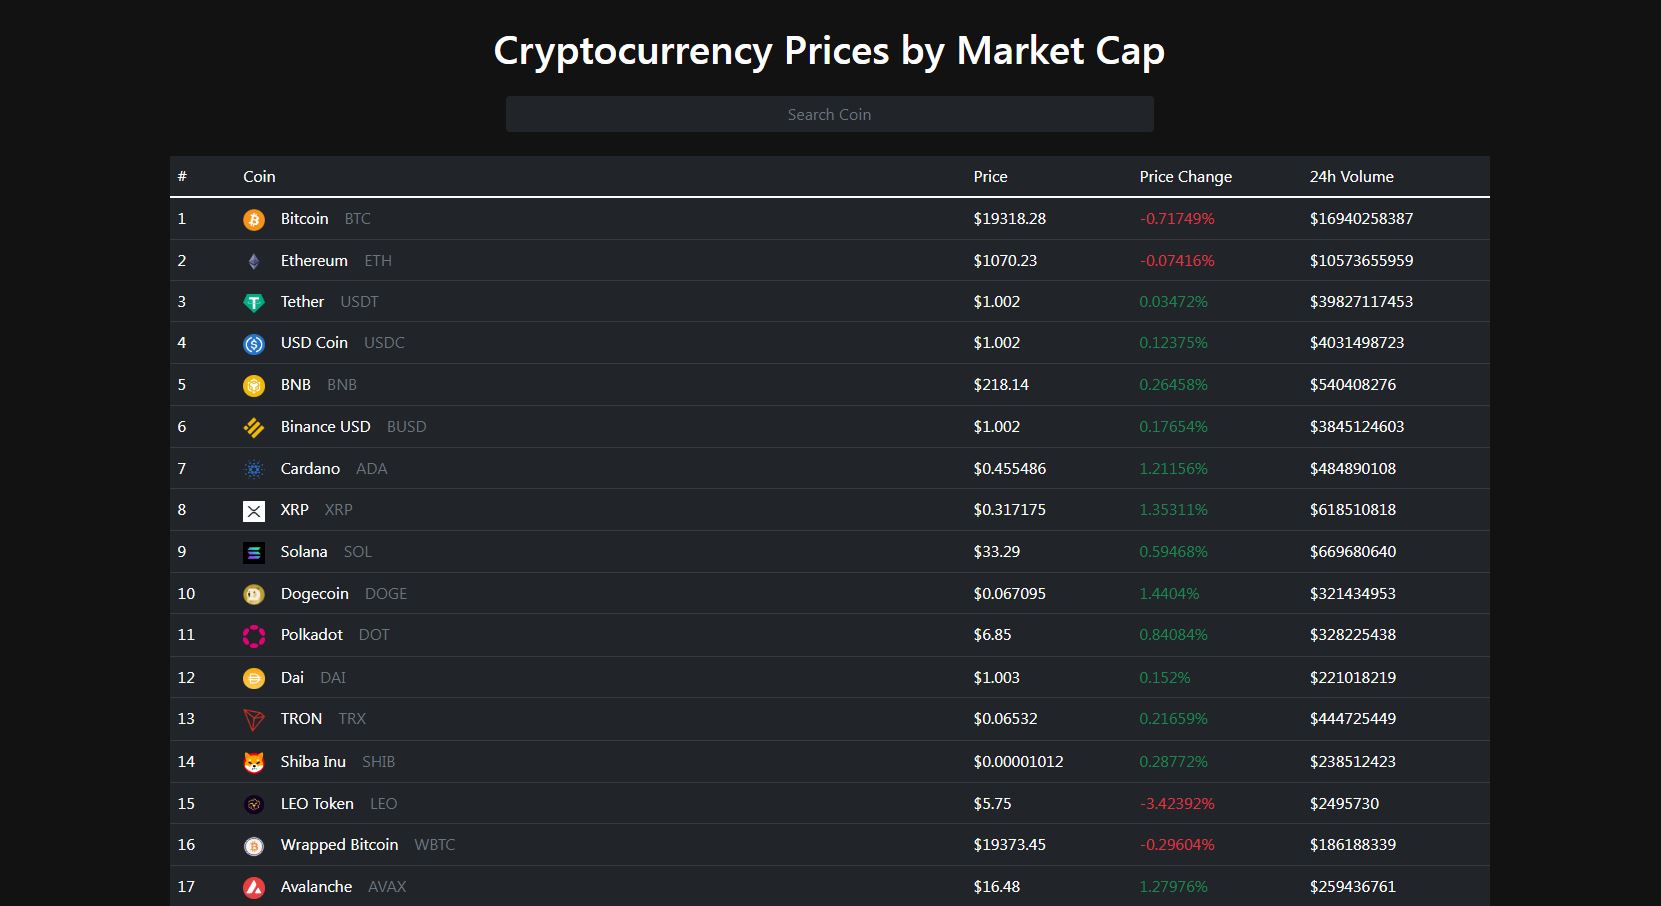 Cryptocurrency Prices by Market Cap
Search Coin
# Coin Price Price Change 24h Volume
1 Bitcoin BTC $19318.28 -0.71749% $16940258387
2 Ethereum ETH $1070.23 -0.07416% $10573655959
3 Tether USDT $1.002 0.03472% $39827117453
4 USD Coin USDC $1.002 0.12375% $4031498723
5 BNB BNB $218.14 0.26458% $540408276
6 Binance USD BUSD $1.002 0.17654% $3845124603
7 Cardano ADA $0.455486 1.21156% $484890108
8 XRP XRP $0.317175 1.35311% $618510818
9 Solana SOL $33.29 0.59468% $669680640
10 Dogecoin DOGE $0.067095 1.4404% $321434953
11 Polkadot DOT $6.85 0.84084% $328225438
12 Dai DAI $1.003 0.152% $221018219
13 TRON TRX $0.06532 0.21659% $444725449
14 Shiba Inu SHIB $0.00001012 0.28772% $238512423
15 LEO Token LEO $5.75 -3.42392% $2495730
16 Wrapped Bitcoin WBTC $19373.45 -0.29604% $186188339
17 Avalanche AVAX $16.48 1.27976% $259436761